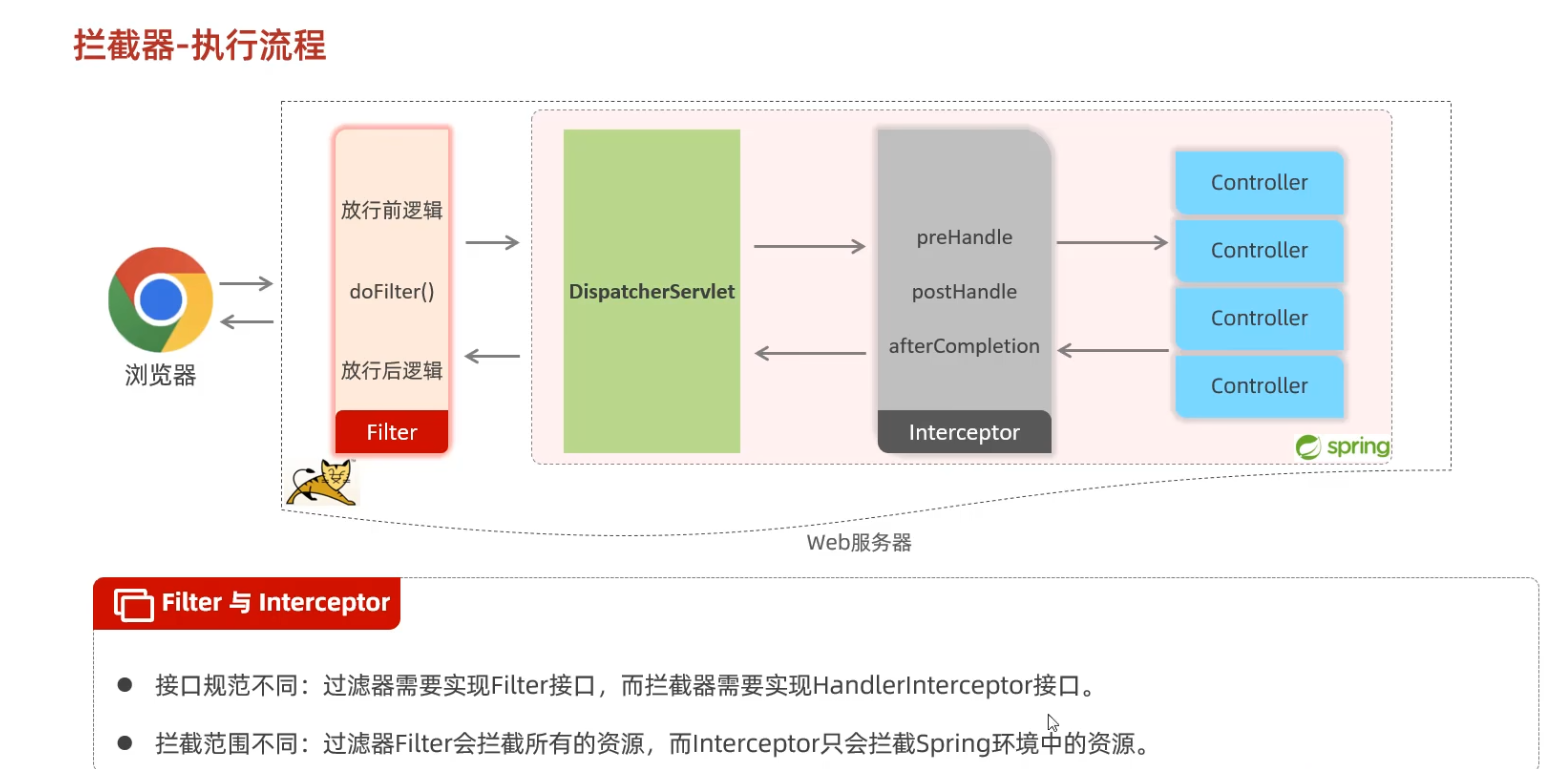 拦截器-执行流程
放行前逻辑
doFilter()
放行后逻辑
Filter
DispatcherServlet
preHandle
postHandle
afterCompletion
Interceptor
Controller
Controller
Controller
Controller
spring
浏览器
Web服务器
Filter 与 Interceptor
接口规范不同：过滤器需要实现Filter接口，而拦截器需要实现HandlerInterceptor接口。
拦截范围不同：过滤器Filter会拦截所有的资源，而Interceptor只会拦截Spring环境中的资源。